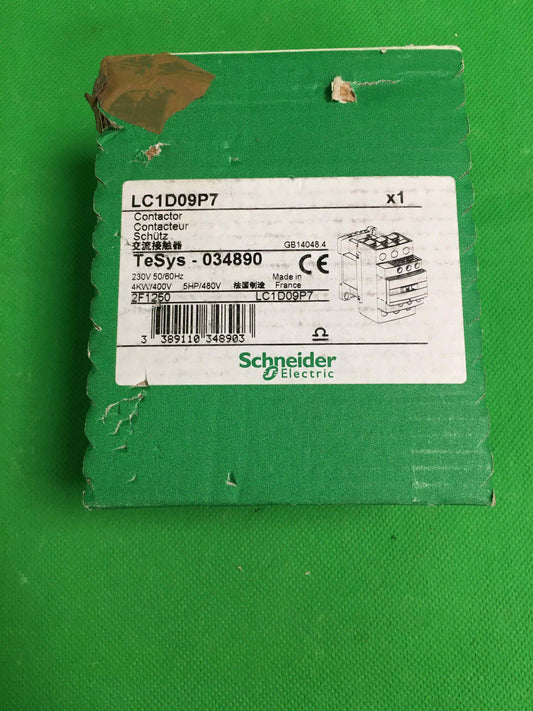 LC1D09P7 x1
Contactor
Contacteur
Schütz
交流接触器 GB14048.4
TeSys - 034890 CE
230V 50/60Hz Made in
4KW/400V 5HP/480V 法国制造 France
2F1250 LC1D09P7
3 389110 348903
Schneider
Electric